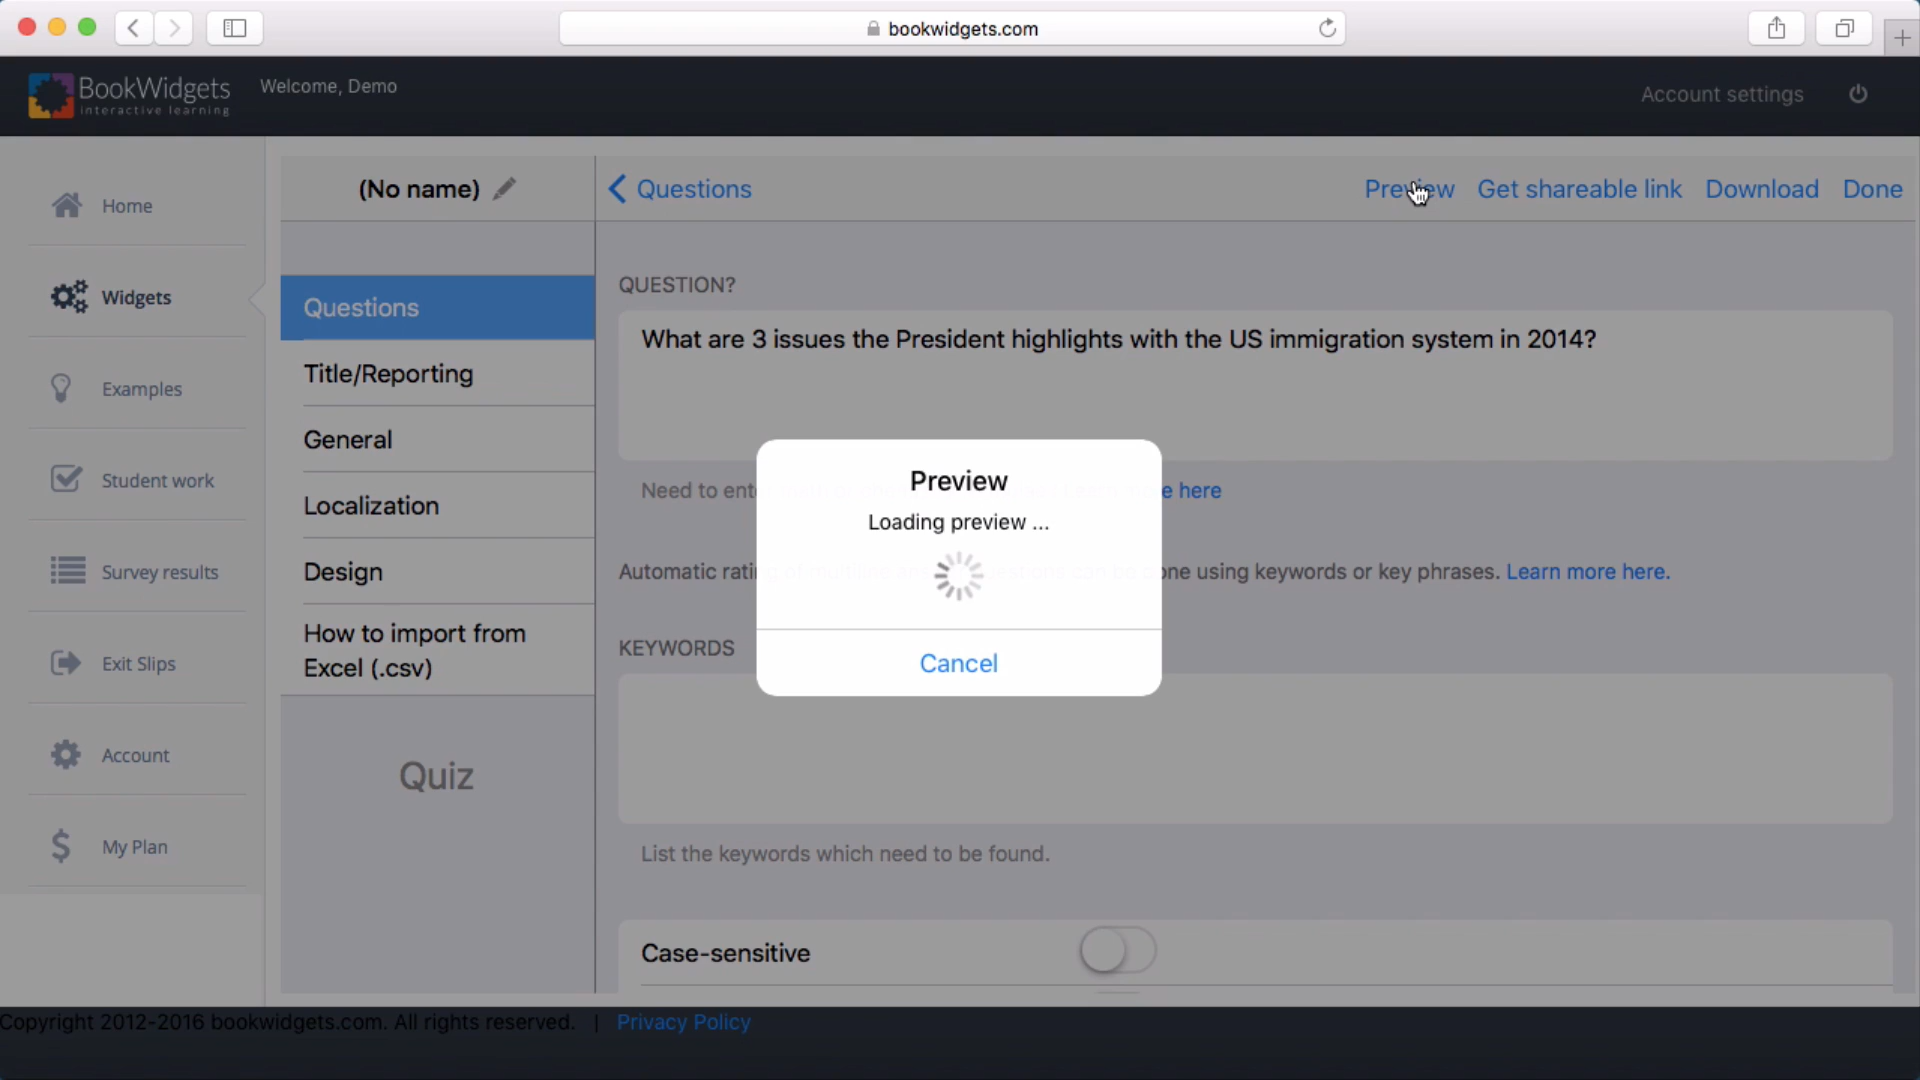 bookwidgets.com
BookWidgets
interactive learning
Welcome, Demo
Account settings
Home
Widgets
Examples
Student work
Survey results
Exit Slips
Account
My Plan
(No name)
Questions
Title/Reporting
General
Localization
Design
How to import from
Excel (.csv)
Quiz
Questions
Preview
Get shareable link
Download
Done
QUESTION?
What are 3 issues the President highlights with the US immigration system in 2014?
Need to
here
Automatic
using keywords or key phrases. Learn more here.
KEYWORDS
List the keywords which need to be found.
Case-sensitive
Preview
Loading preview ...
Cancel
Copyright 2012-2016 bookwidgets.com. All rights reserved. | Privacy Policy